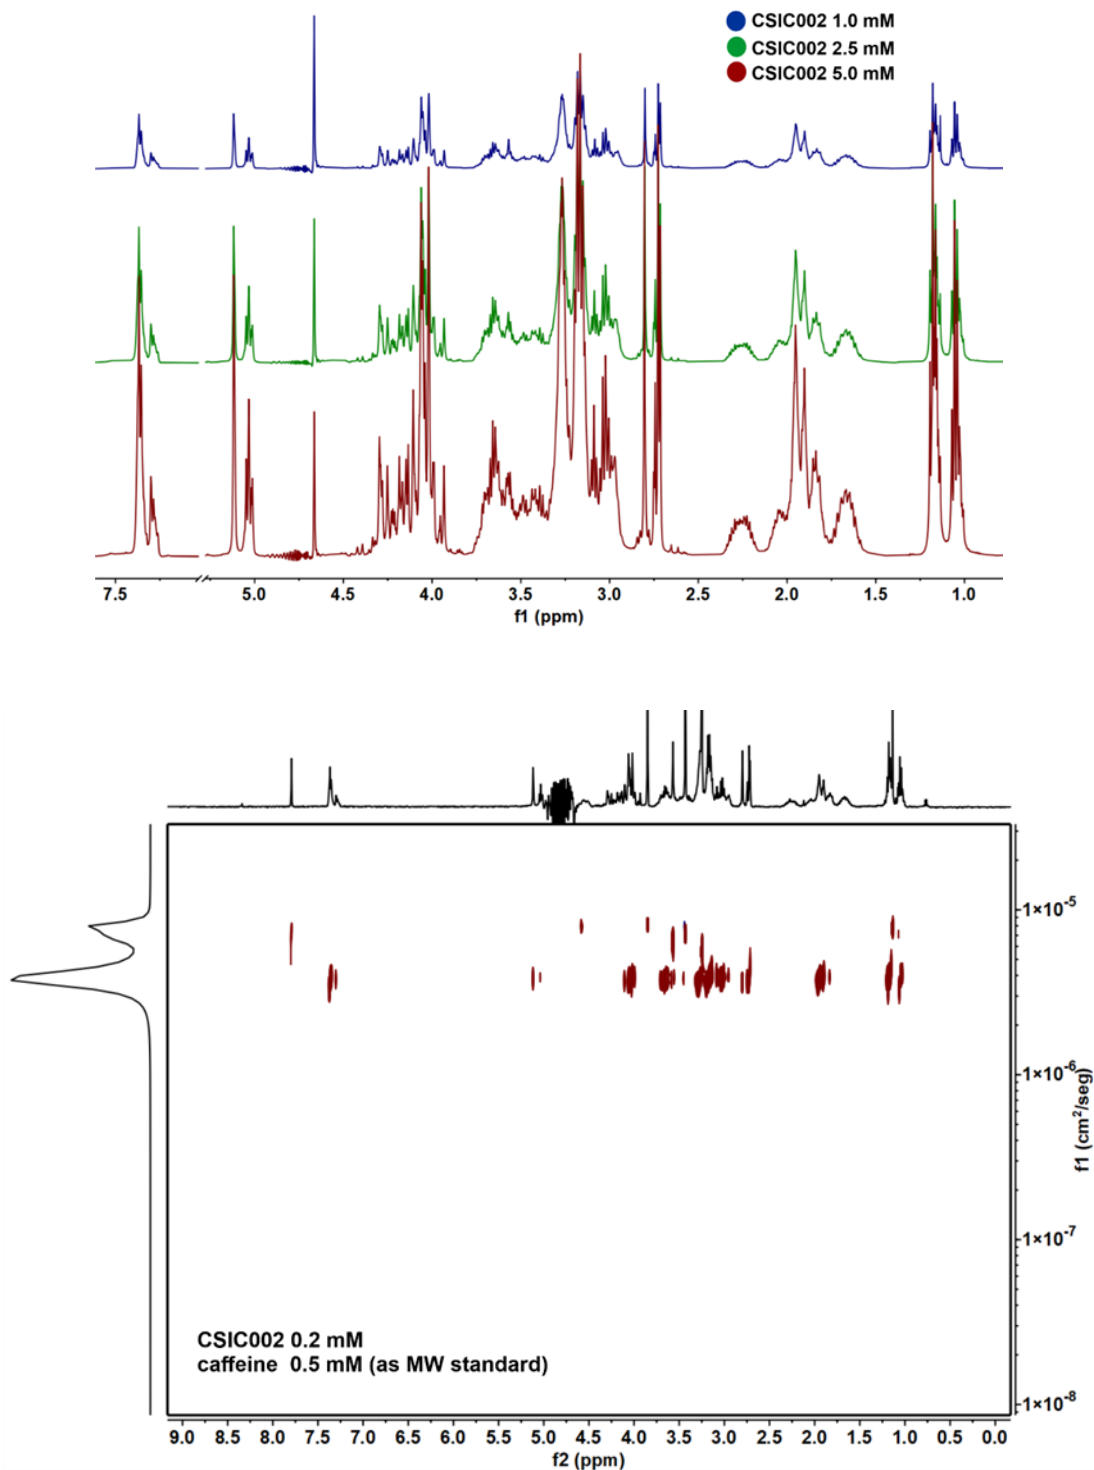 CSIC002 1.0 mM
CSIC002 2.5 mM
CSIC002 5.0 mM
7.5 5.0 4.5 4.0 3.5 3.0 2.5 2.0 1.5 1.0
f1 (ppm)
1×10-5
1×10-6
f1 (cm2/seg)
1×10-7
1×10-8
CSIC002 0.2 mM
caffeine 0.5 mM (as MW standard)
9.0 8.5 8.0 7.5 7.0 6.5 6.0 5.5 5.0 4.5 4.0 3.5 3.0 2.5 2.0 1.5 1.0 0.5 0.0
f2 (ppm)